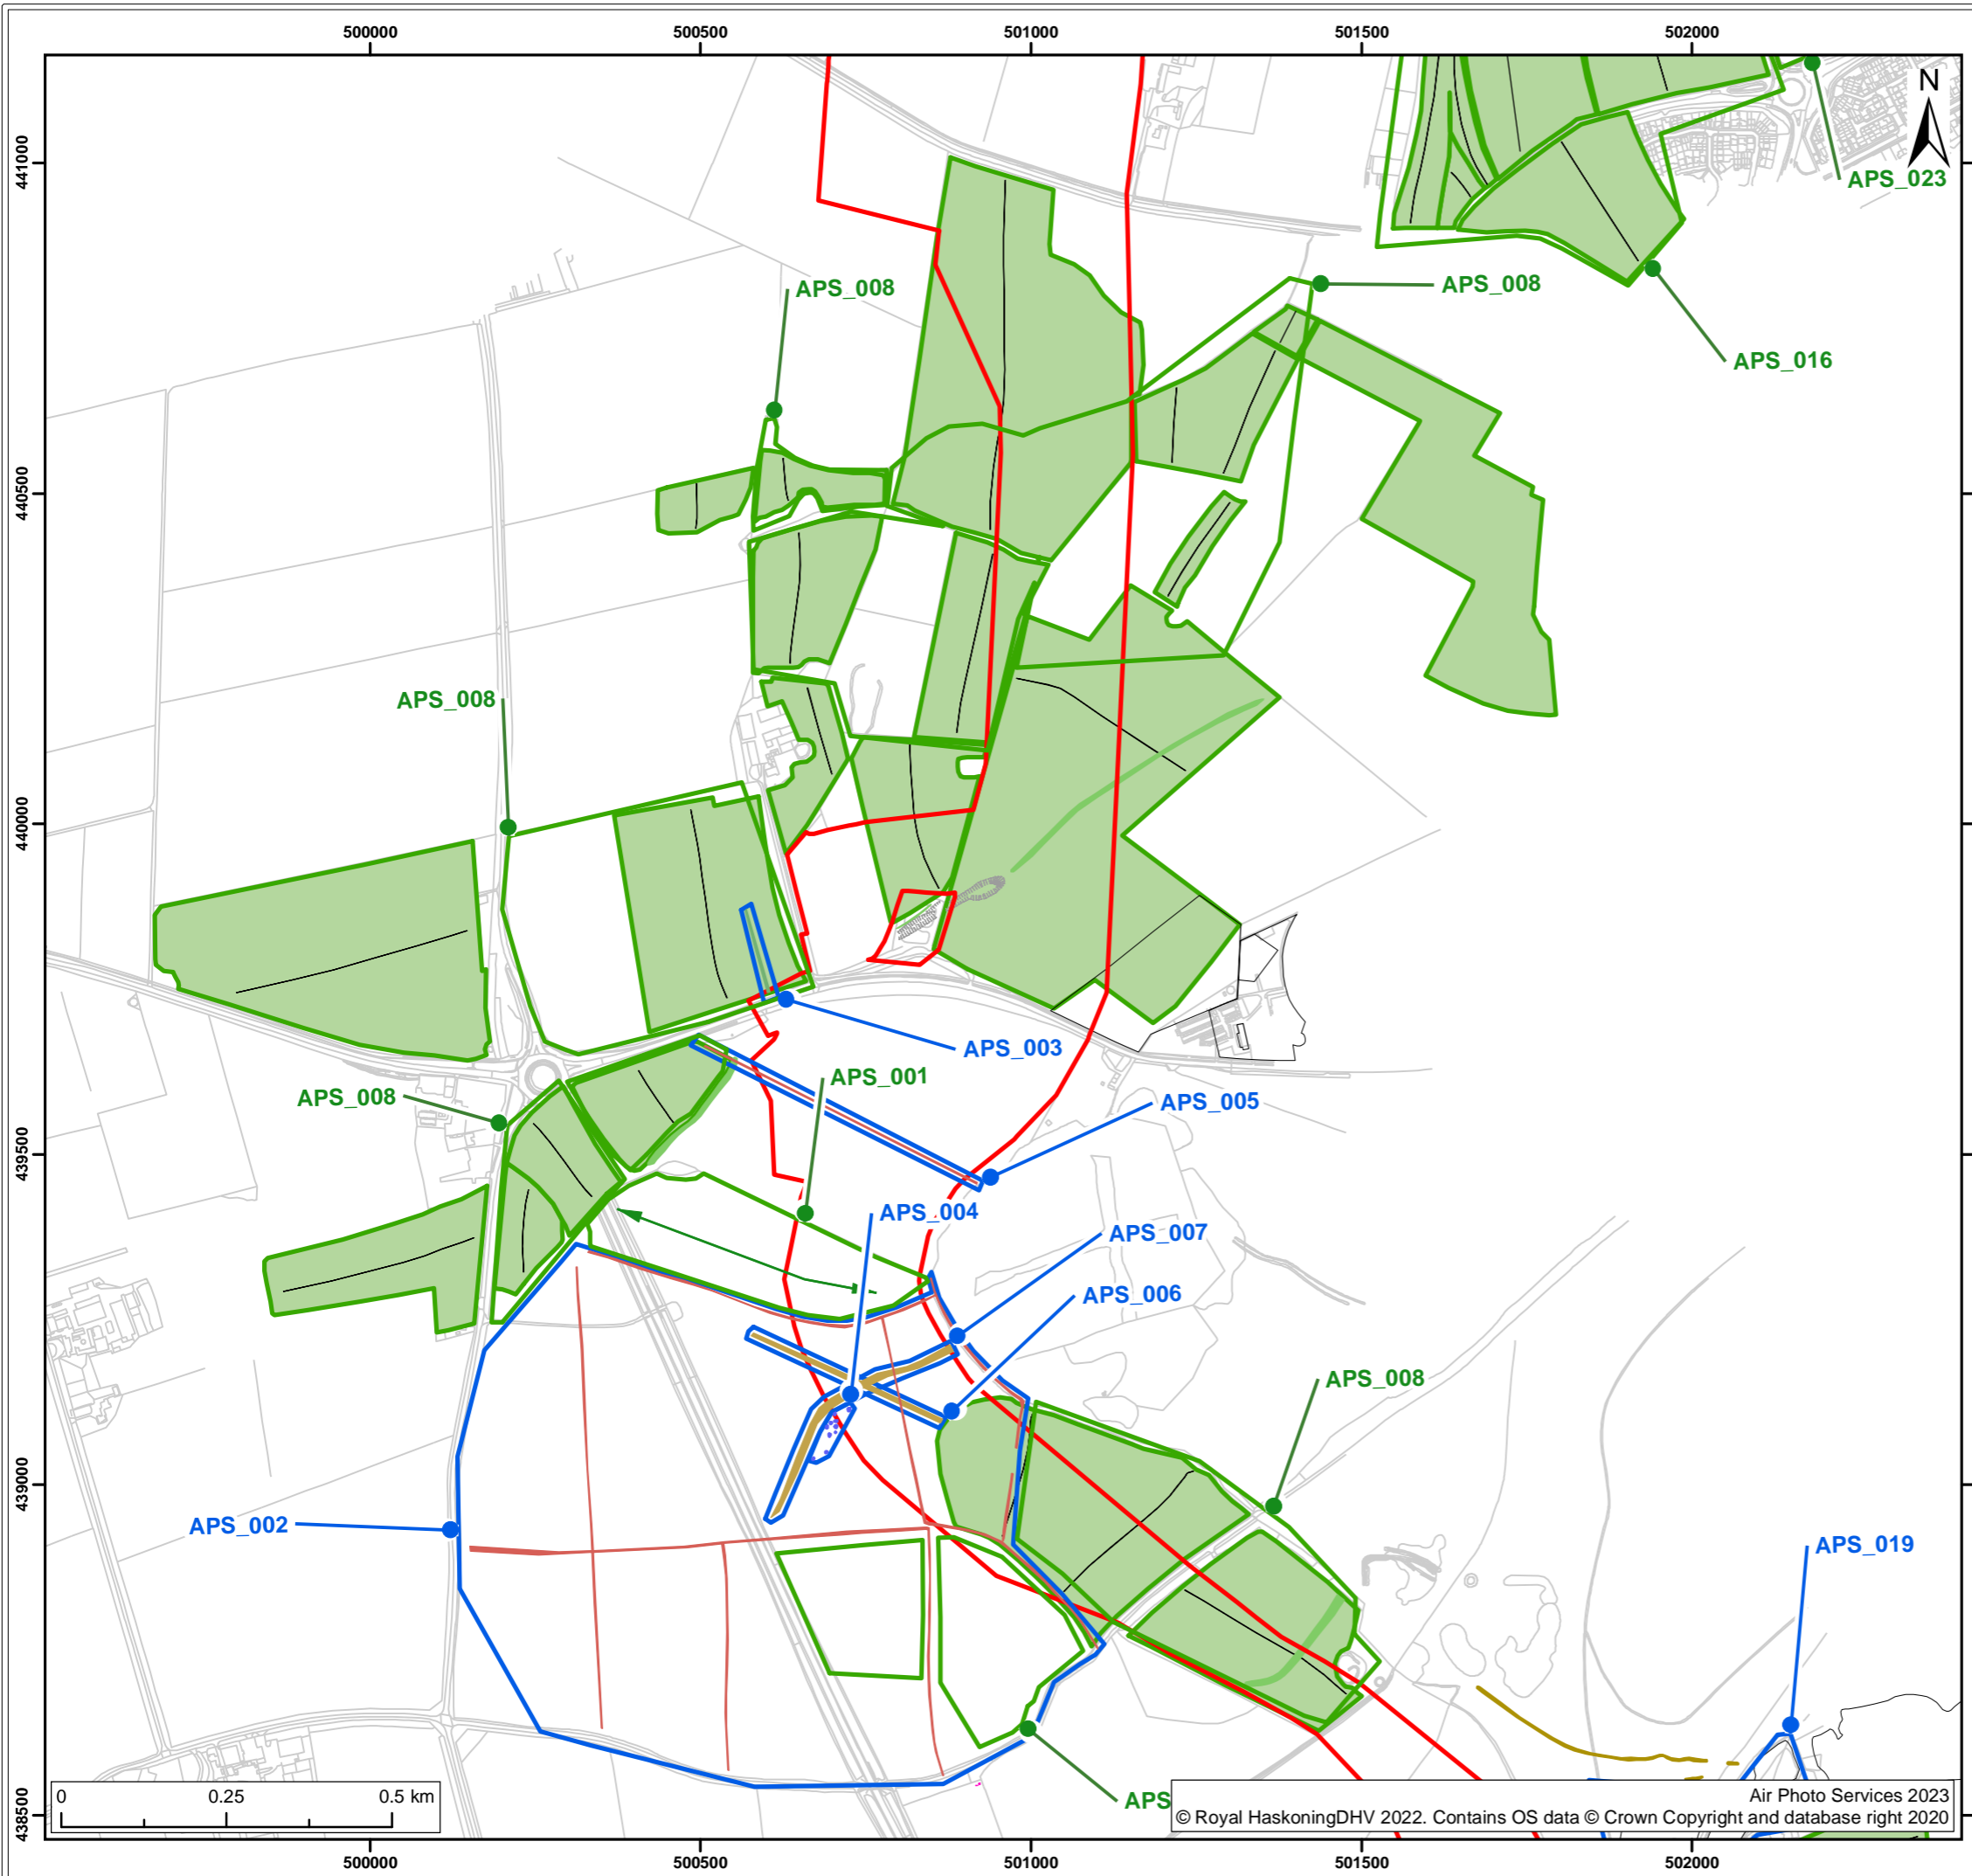 500000 500500 501000 501500 502000
N
441000
APS_023
APS_008
APS_008
APS_016
440500
APS_008
440000
APS_003
APS_001
APS_008
APS_005
439500
APS_004
APS_007
APS_006
APS_008
439000
APS_002
APS_019
0 0.25 0.5 km
APS
Air Photo Services 2023
© Royal HaskoningDHV 2022. Contains OS data © Crown Copyright and database right 2020
438500
500000 500500 501000 501500 502000